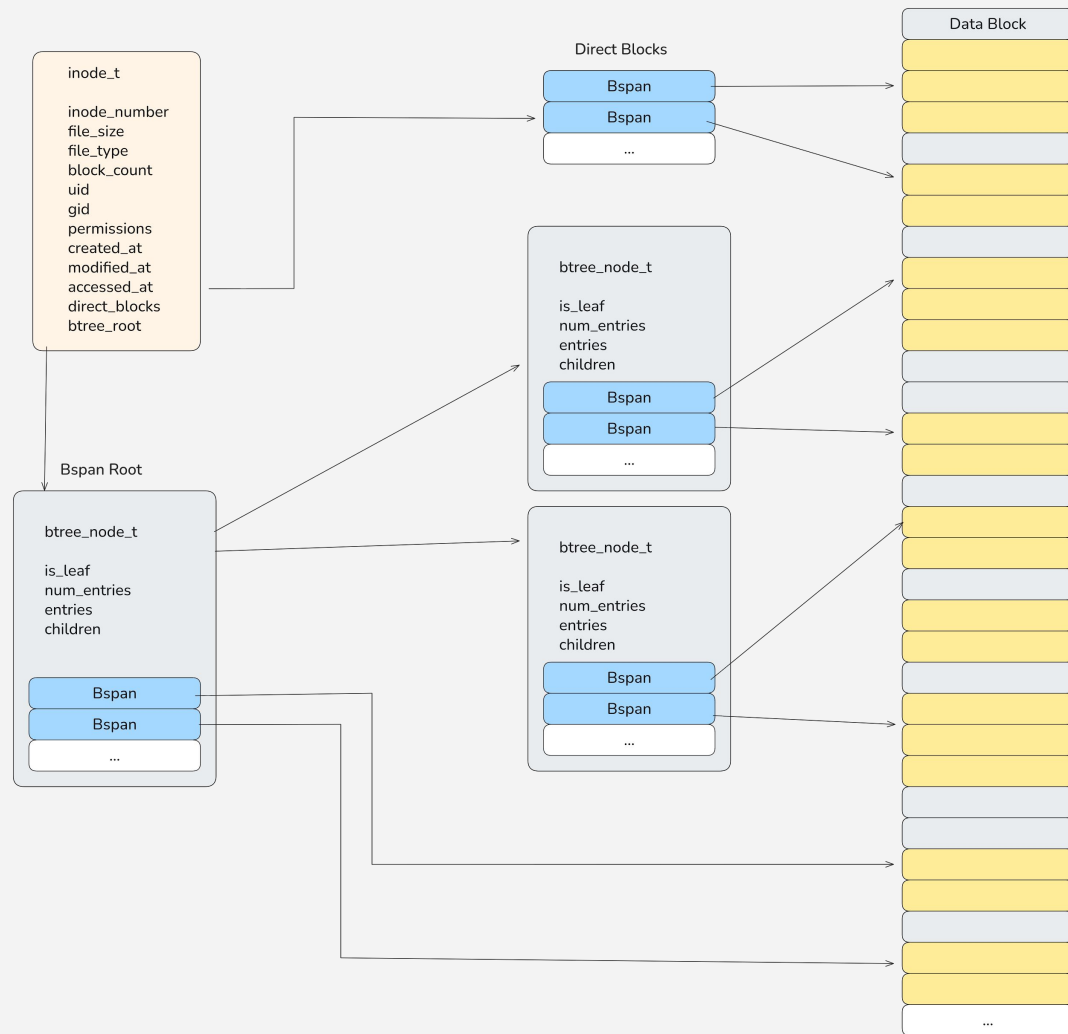 inode_t
inode_number
file_size
file_type
block_count
uid
gid
permissions
created_at
modified_at
accessed_at
direct_blocks
btree_root
Direct Blocks
Bspan
Bspan
...
btree_node_t
is_leaf
num_entries
entries
children
Bspan
Bspan
...
Bspan Root
btree_node_t
is_leaf
num_entries
entries
children
Bspan
Bspan
...
btree_node_t
is_leaf
num_entries
entries
children
Bspan
Bspan
...
Data Block
...